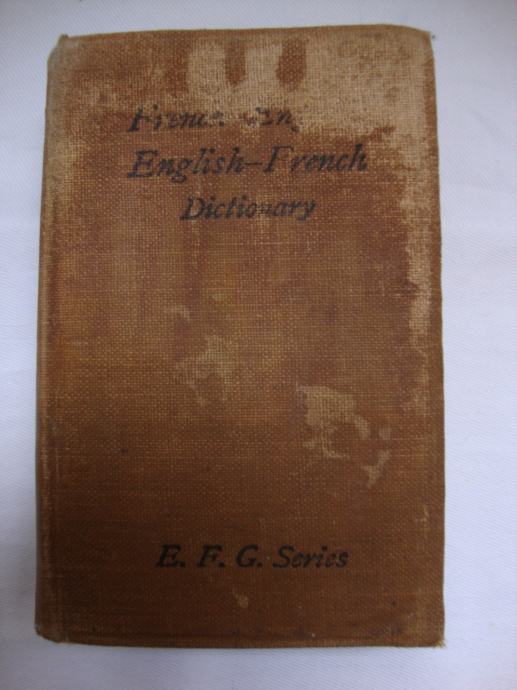 English-French
Dictionary
E. F. G. Series